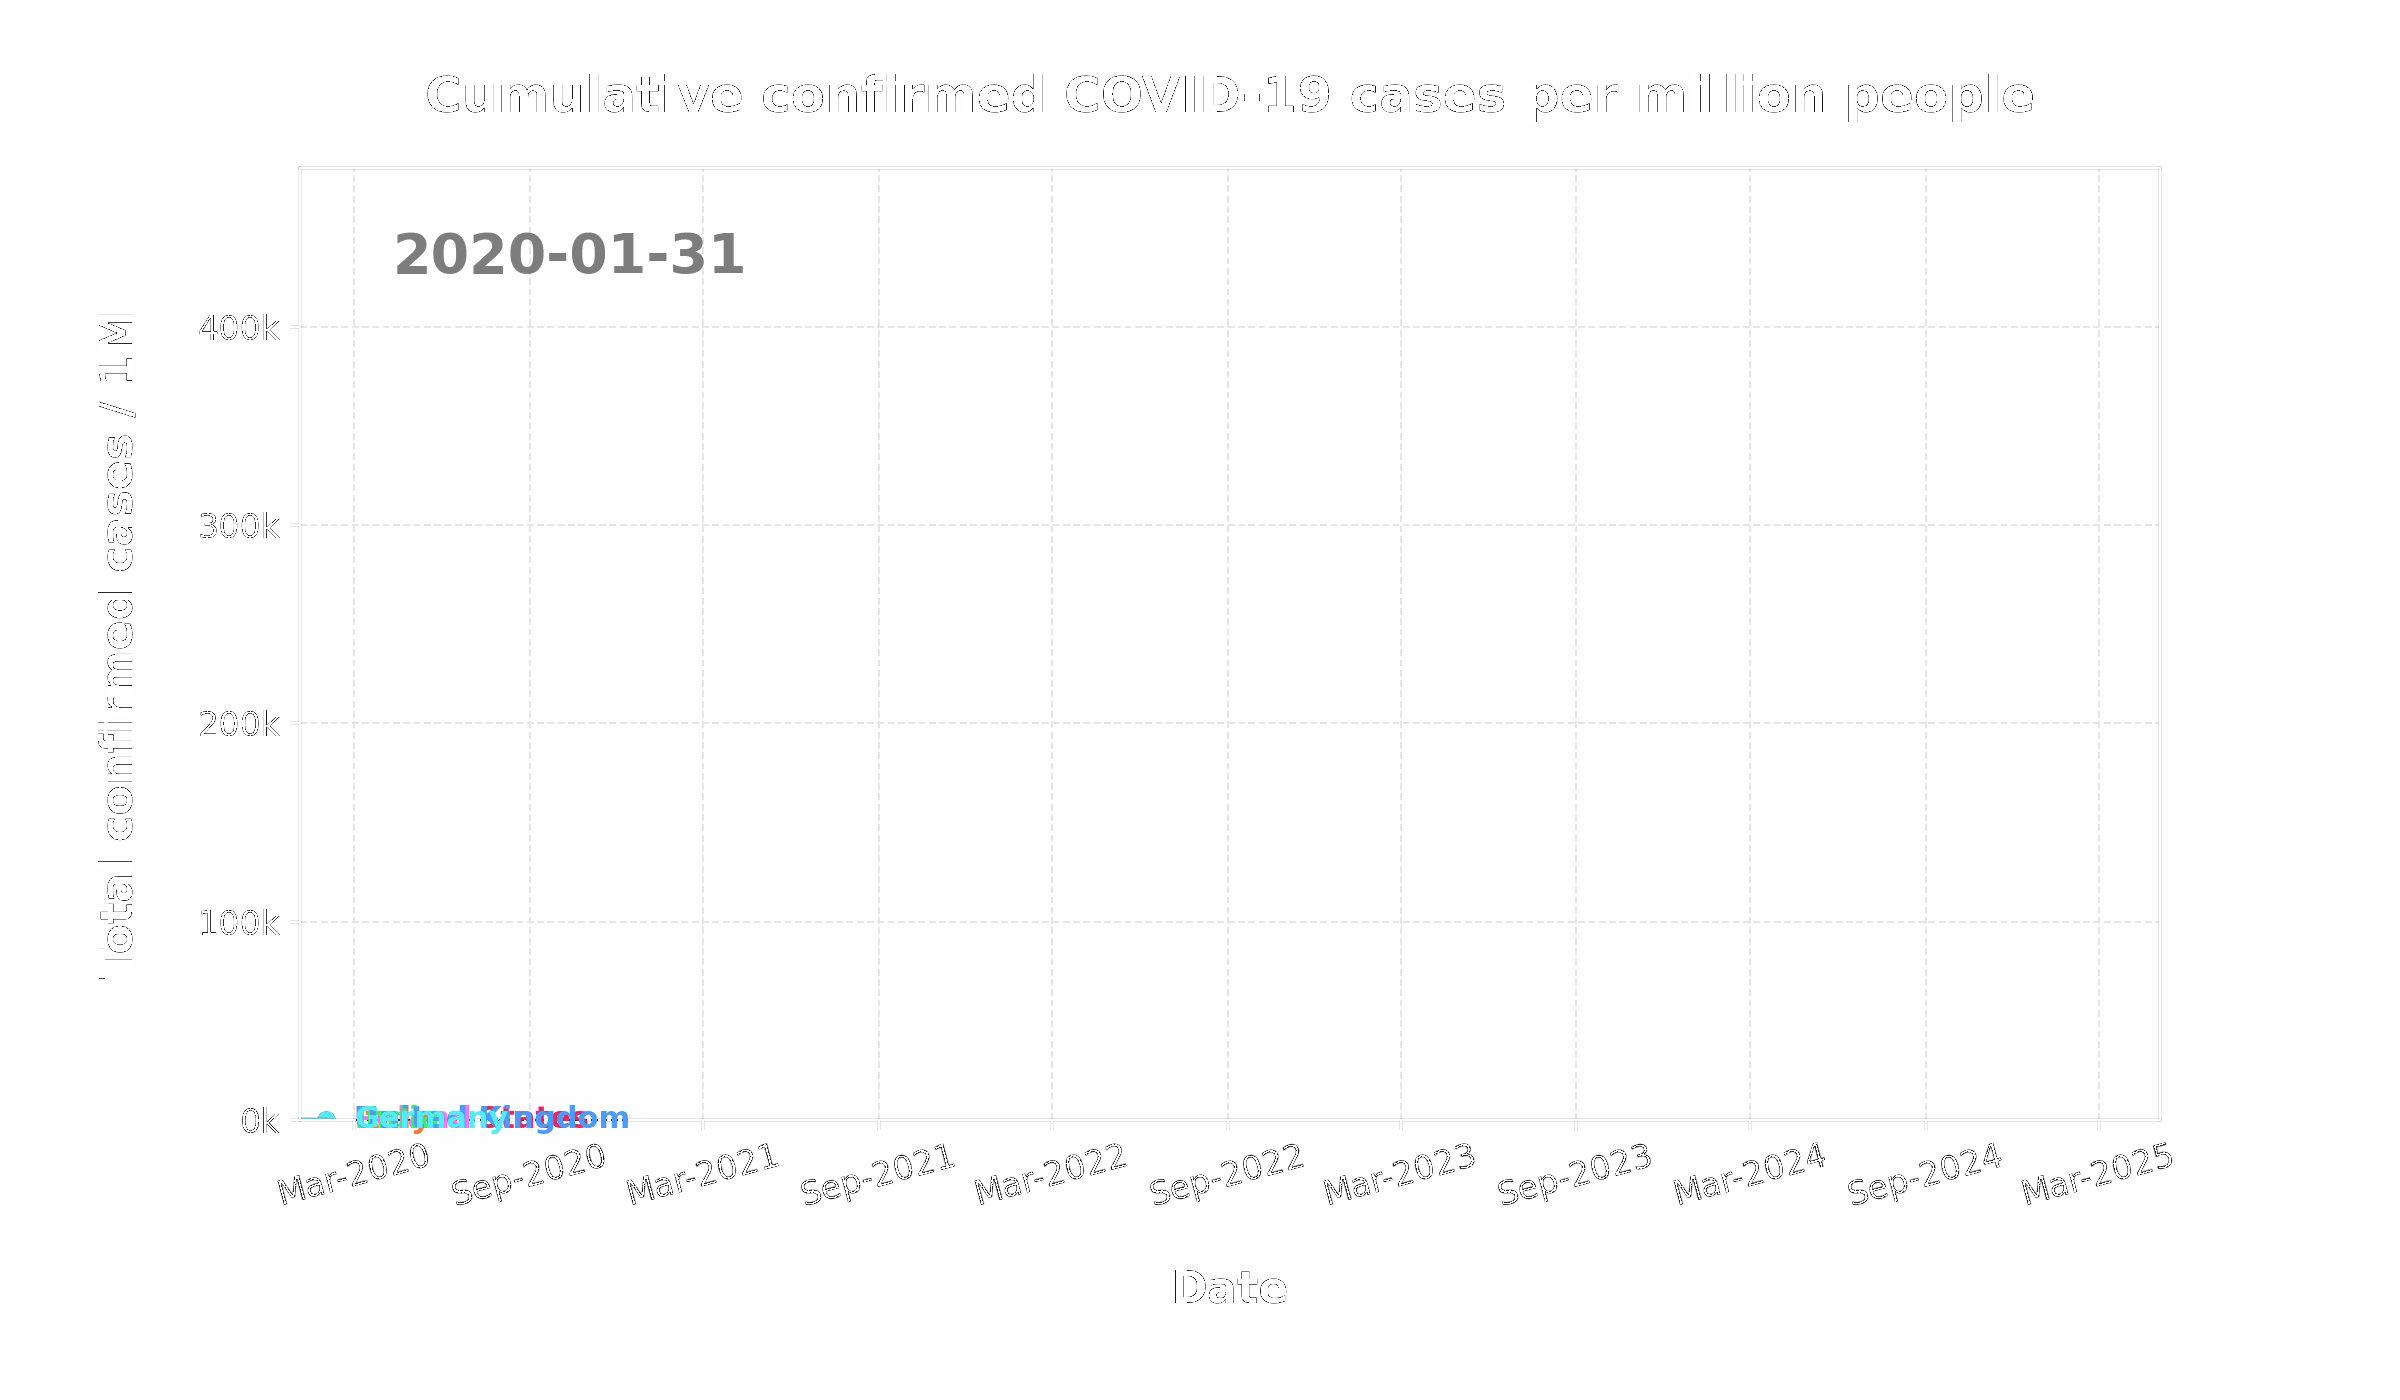 Cumulative confirmed COVID-19 cases per million people
2020-01-31
Total confirmed cases / 1M
400k
300k
200k
100k
0k
Germany
Kingdom
Mar-2020
Sep-2020
Mar-2021
Sep-2021
Mar-2022
Sep-2022
Mar-2023
Sep-2023
Mar-2024
Sep-2024
Mar-2025
Date